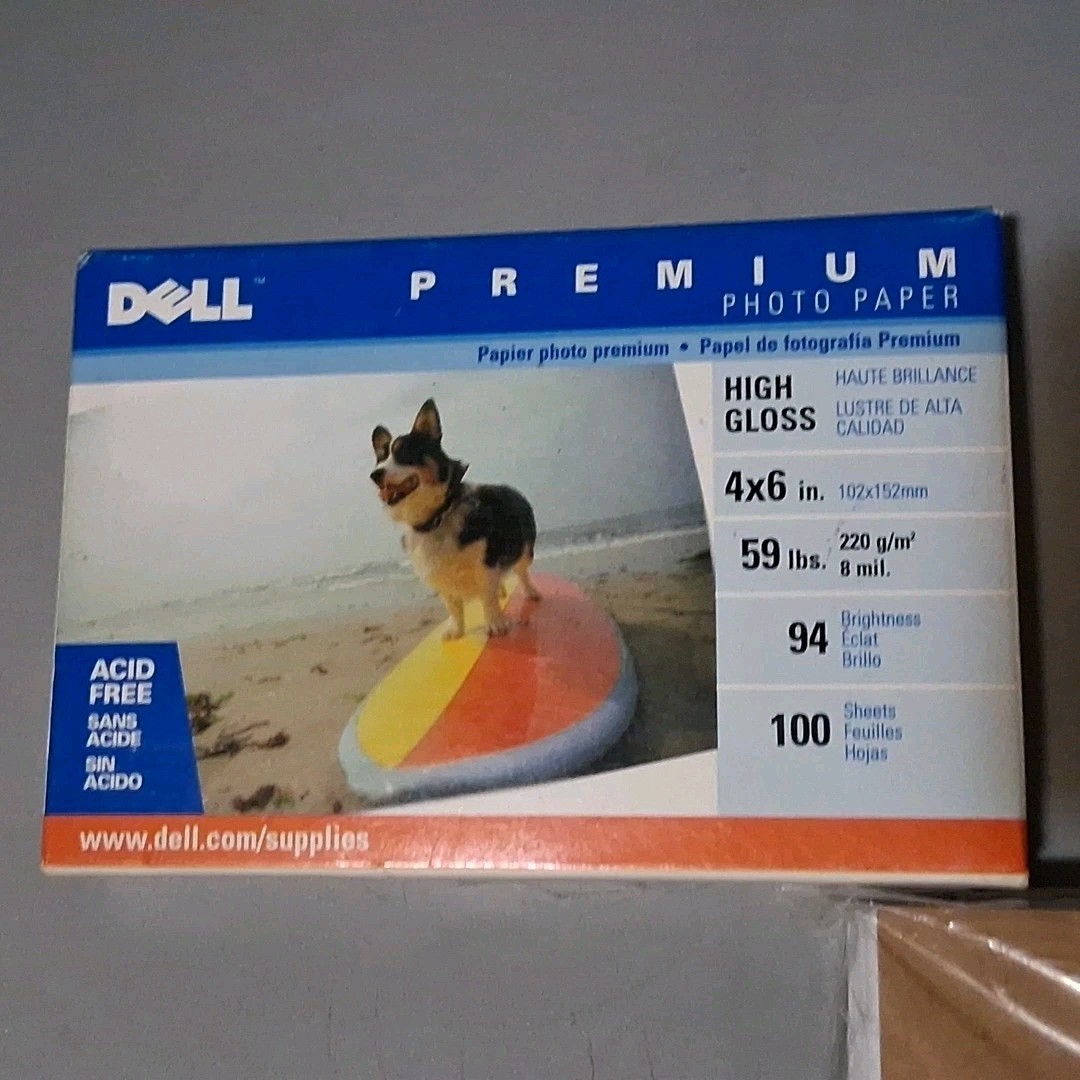 DELL™
PREMIUM
PHOTO PAPER
Papier photo premium • Papel de fotografía Premium
HIGH
GLOSS
HAUTE BRILLANCE
LUSTRE DE ALTA
CALIDAD
4x6 in. 102x152mm
59 lbs. 220 g/m²
8 mil.
94 Brightness
Éclat
Brillo
100 Sheets
Feuilles
Hojas
ACID
FREE
SANS
ACIDE
SIN
ACIDO
www.dell.com/supplies